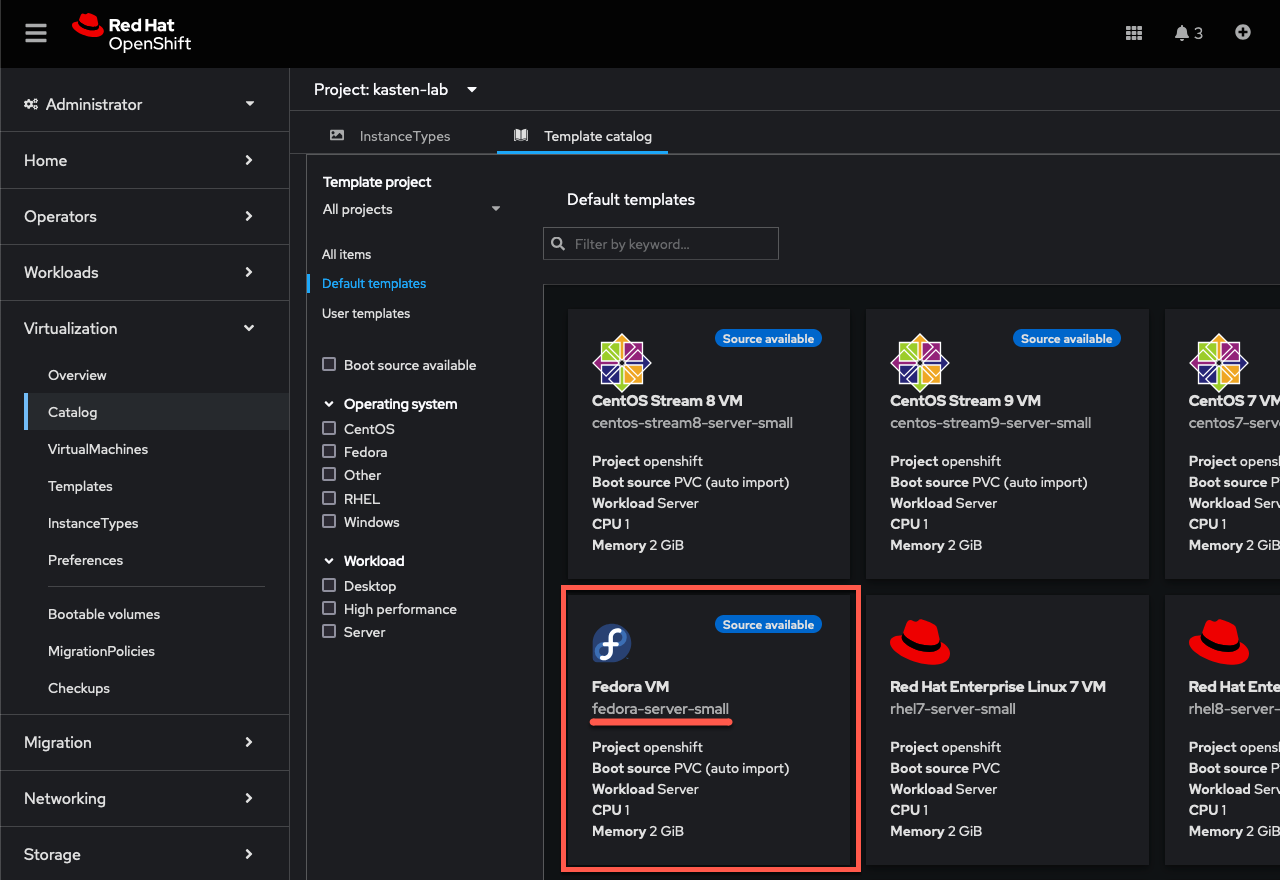 Red Hat
OpenShift
3
Administrator
Home
Operators
Workloads
Virtualization
Overview
Catalog
VirtualMachines
Templates
InstanceTypes
Preferences
Bootable volumes
MigrationPolicies
Checkups
Migration
Networking
Storage
Project: kasten-lab
InstanceTypes
Template catalog
Template project
All projects
All items
Default templates
User templates
Boot source available
Operating system
CentOS
Fedora
Other
RHEL
Windows
Workload
Desktop
High performance
Server
Default templates
Filter by keyword...
Source available
CentOS Stream 8 VM
centos-stream8-server-small
Project openshift
Boot source PVC (auto import)
Workload Server
CPU 1
Memory 2 GiB
Source available
CentOS Stream 9 VM
centos-stream9-server-small
Project openshift
Boot source PVC (auto import)
Workload Server
CPU 1
Memory 2 GiB
CentOS 7 VM
centos7-serv
Project opensl
Boot source P
Workload Serv
CPU 1
Memory 2 GiB
Source available
Fedora VM
fedora-server-small
Project openshift
Boot source PVC (auto import)
Workload Server
CPU 1
Memory 2 GiB
Red Hat Enterprise Linux 7 VM
rhel7-server-small
Project openshift
Boot source PVC
Workload Server
CPU 1
Memory 2 GiB
Red Hat Ente
rhel8-server-
Project opensl
Boot source P
Workload Serv
CPU 1
Memory 2 GiB